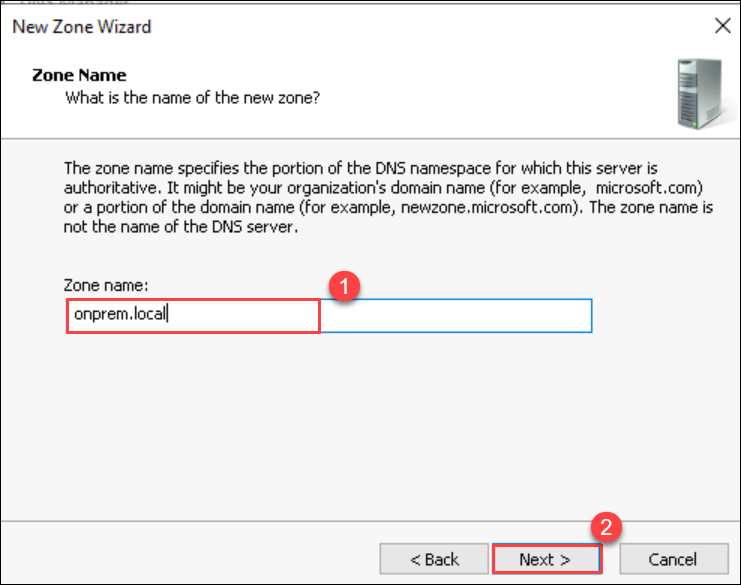 New Zone Wizard
Zone Name
What is the name of the new zone?
The zone name specifies the portion of the DNS namespace for which this server is
authoritative. It might be your organization's domain name (for example, microsoft.com)
or a portion of the domain name (for example, newzone.microsoft.com). The zone name is
not the name of the DNS server.
Zone name:
1
onprem.local
2
< Back
Next >
Cancel